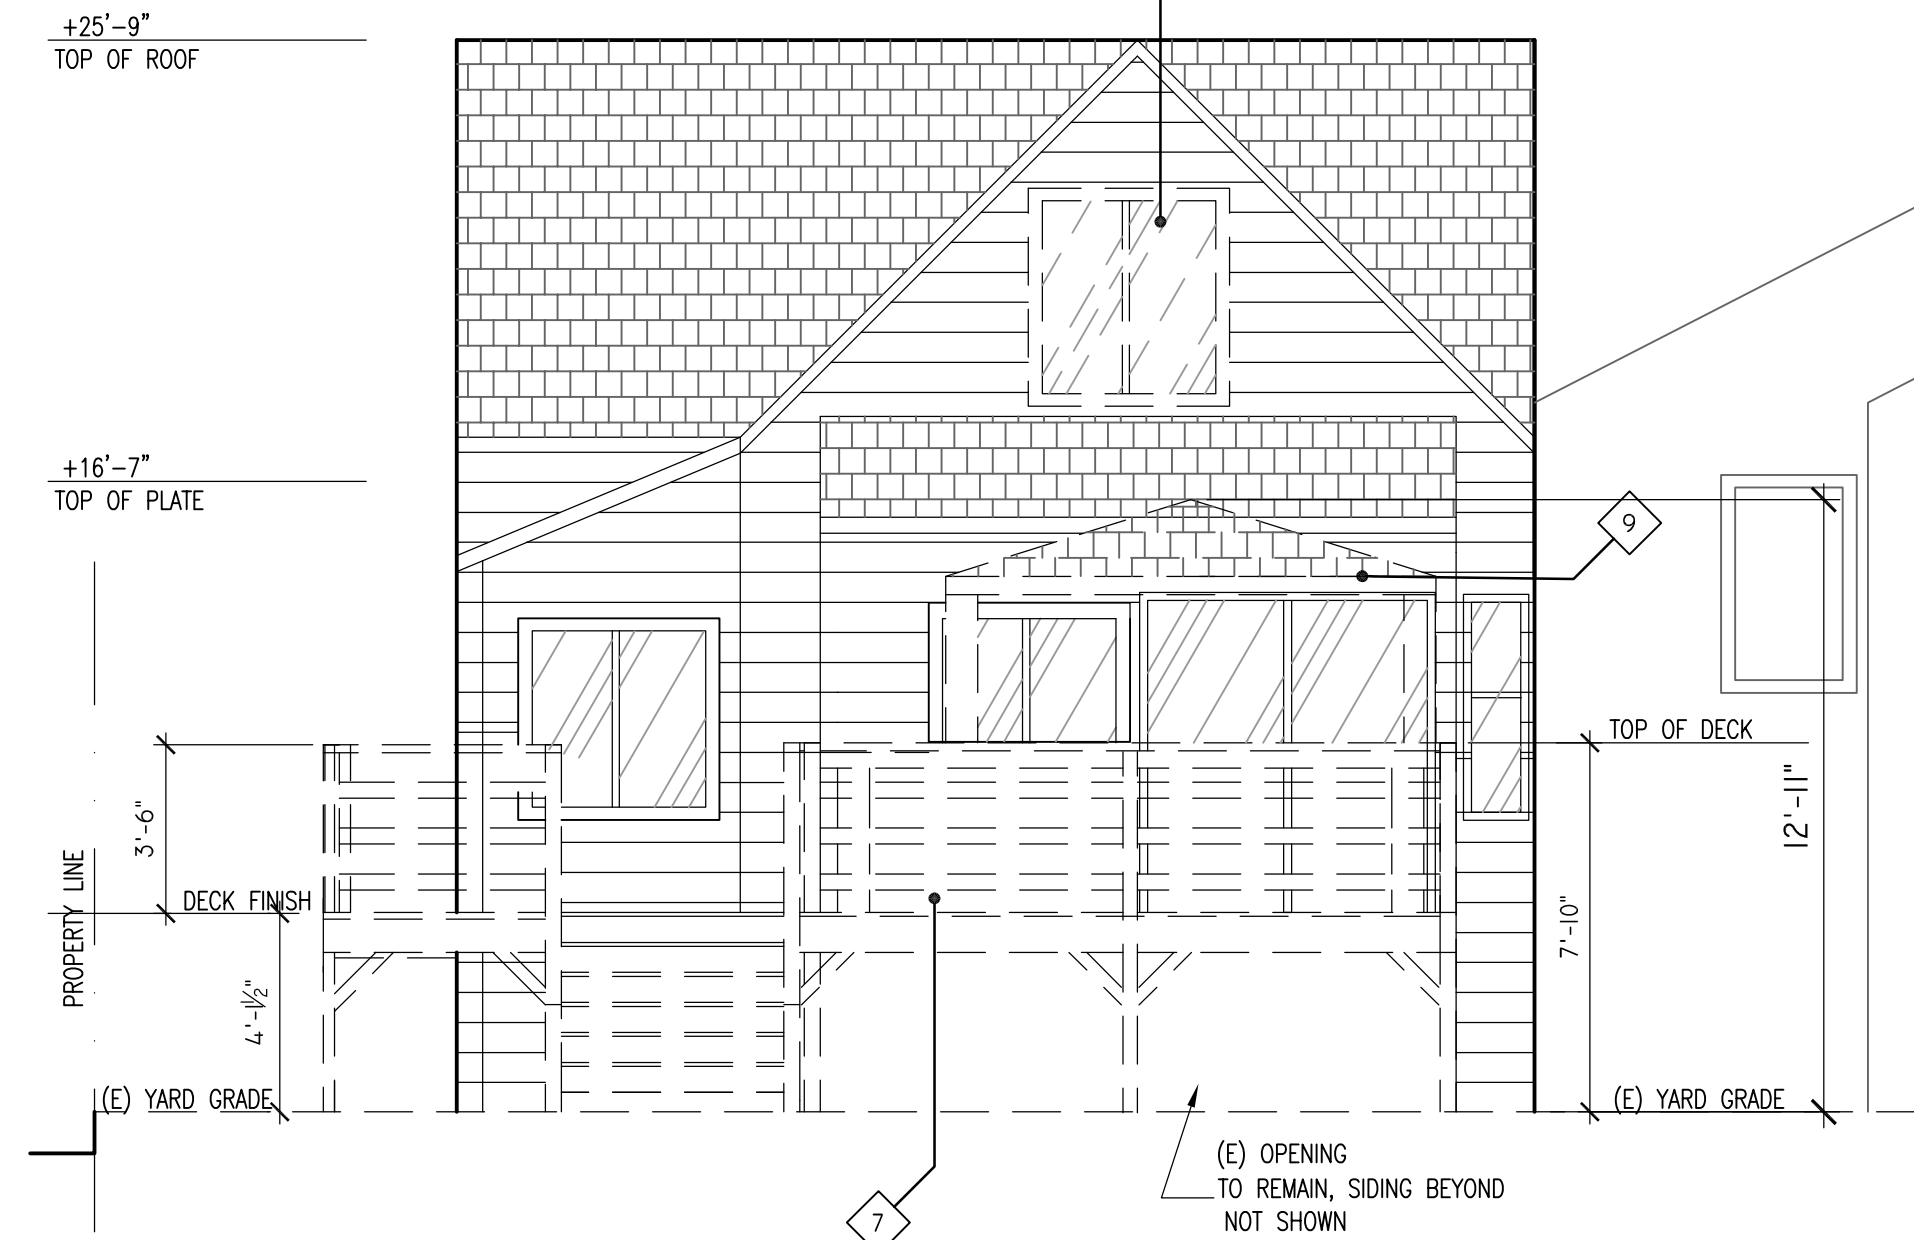 +25'-9"
TOP OF ROOF
+16'-7"
TOP OF PLATE
9
TOP OF DECK
12'-11"
3'-6"
PROPERTY LINE
DECK FINISH
7'-10"
4'-1½"
(E) YARD GRADE
(E) YARD GRADE
(E) OPENING
TO REMAIN, SIDING BEYOND
NOT SHOWN
7